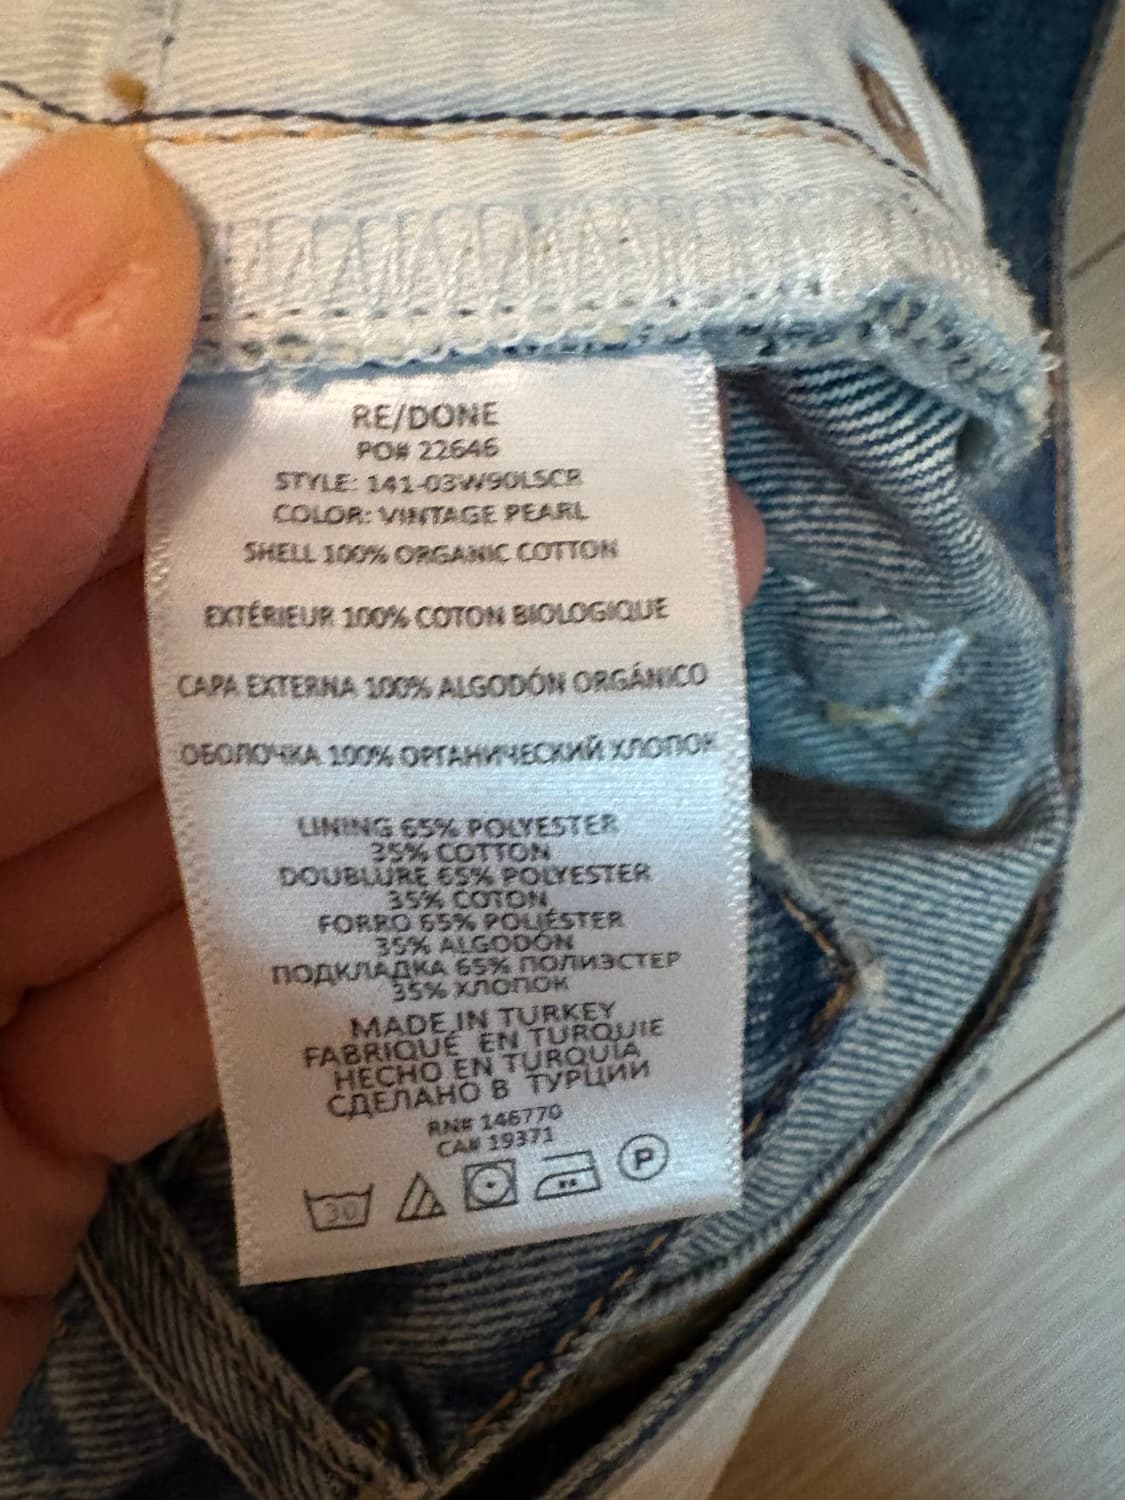 RE/DONE
PO# 22646
STYLE: 141-03W90LSCR
COLOR: VINTAGE PEARL
SHELL 100% ORGANIC COTTON
EXTÉRIEUR 100% COTON BIOLOGIQUE
CAPA EXTERNA 100% ALGODÓN ORGÁNICO
ОБОЛОЧКА 100% ОРГАНИЧЕСКИЙ ХЛОПОК
LINING 65% POLYESTER
35% COTTON
DOUBLURE 65% POLYESTER
35% COTON
FORRO 65% POLIÉSTER
35% ALGODÓN
ПОДКЛАДКА 65% ПОЛИЭСТЕР
35% ХЛОПОК
MADE IN TURKEY
FABRIQUÉ EN TURQUIE
HECHO EN TURQUÍA
СДЕЛАНО В ТУРЦИИ
RN# 146770
CA# 19371
30 P